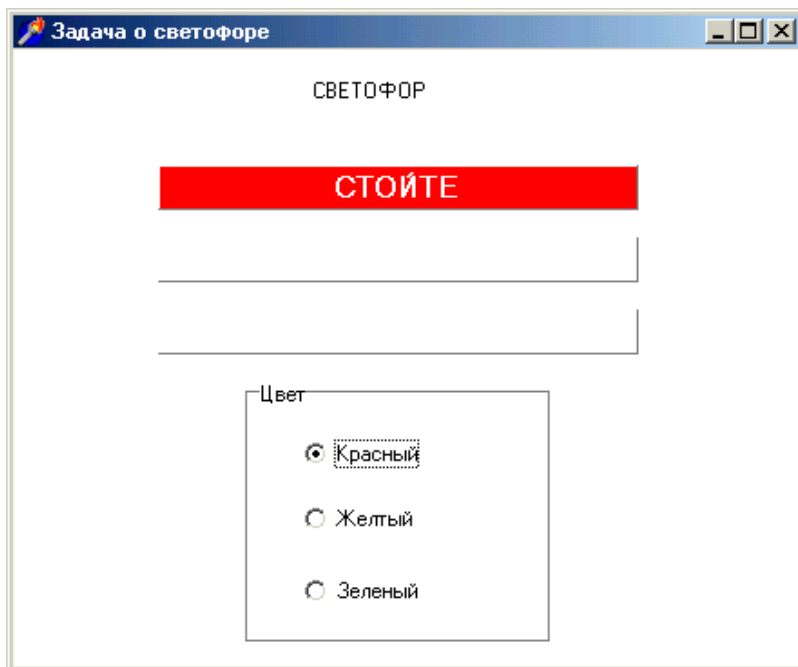 Задача о светофоре
СВЕТОФОР
СТОЙТЕ
Цвет
Красный
Желтый
Зеленый